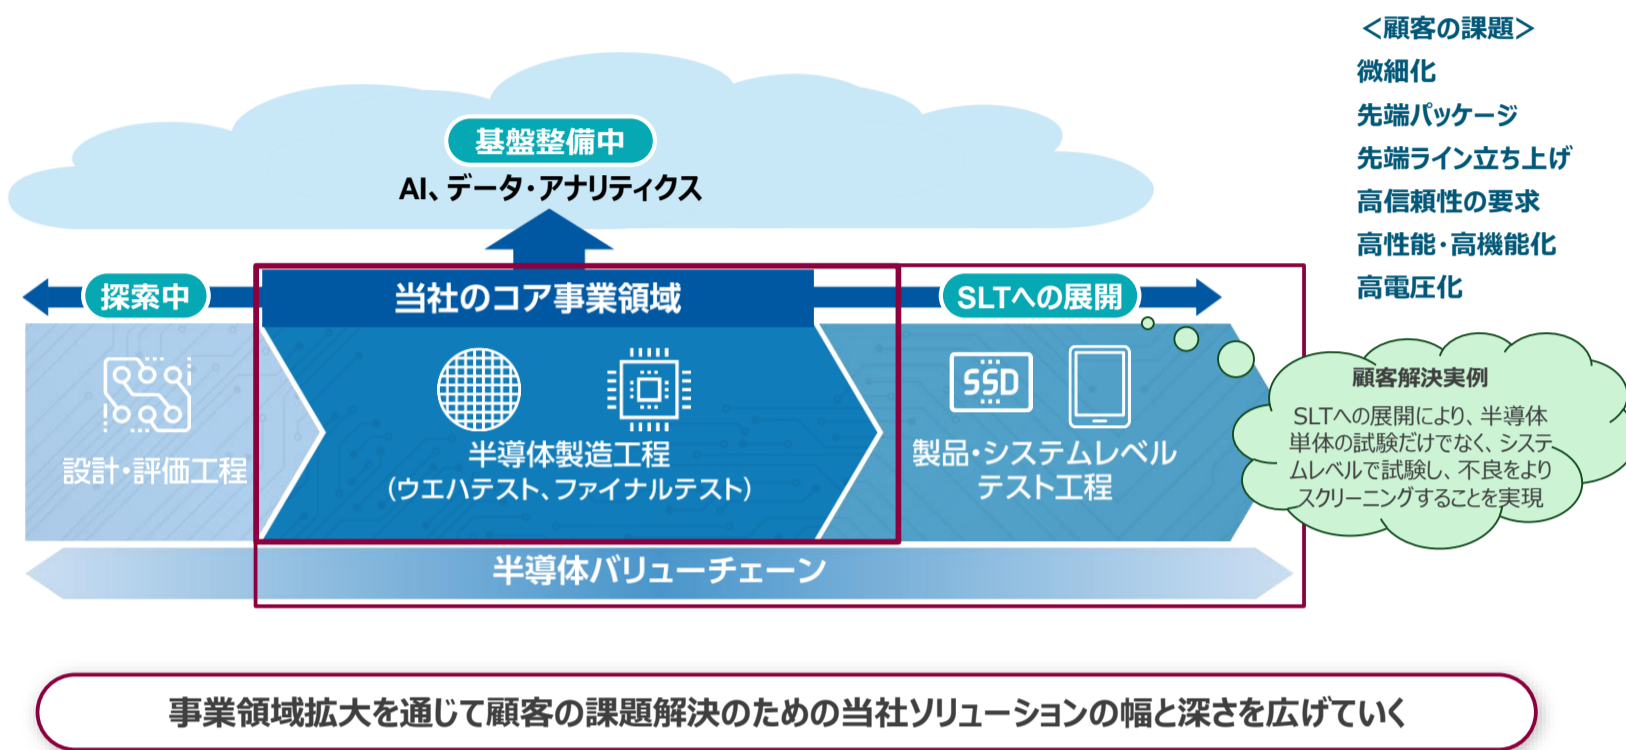 ＜顧客の課題＞
微細化
先端パッケージ
先端ライン立ち上げ
高信頼性の要求
高性能・高機能化
高電圧化
基盤整備中
AI、データ・アナリティクス
探索中
当社のコア事業領域
SLTへの展開
設計・評価工程
半導体製造工程
（ウエハテスト、ファイナルテスト）
SSD
製品・システムレベル
テスト工程
顧客解決実例
SLTへの展開により、半導体
単体の試験だけでなく、システ
ムレベルで試験し、不良をより
スクリーニングすることを実現
半導体バリューチェーン
事業領域拡大を通じて顧客の課題解決のための当社ソリューションの幅と深さを広げていく